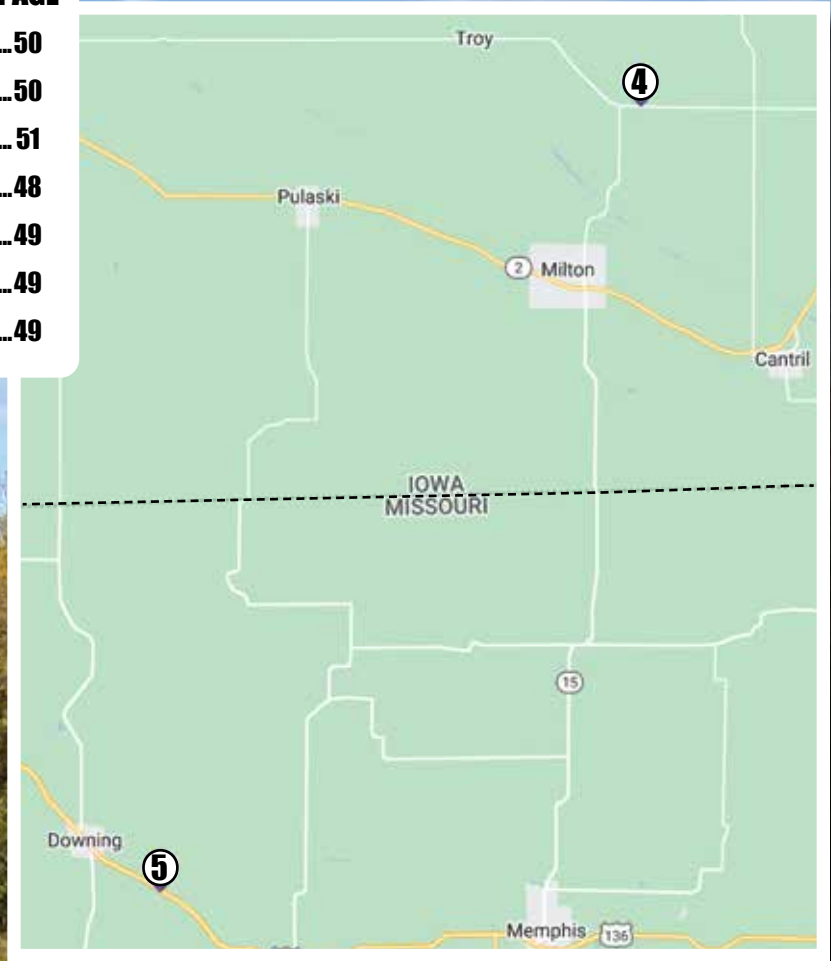 PAGE
...50
...50
...51
...48
...49
...49
...49
Troy
4
Pulaski
2
Milton
Cantril
IOWA
MISSOURI
15
Downing
5
Memphis
136